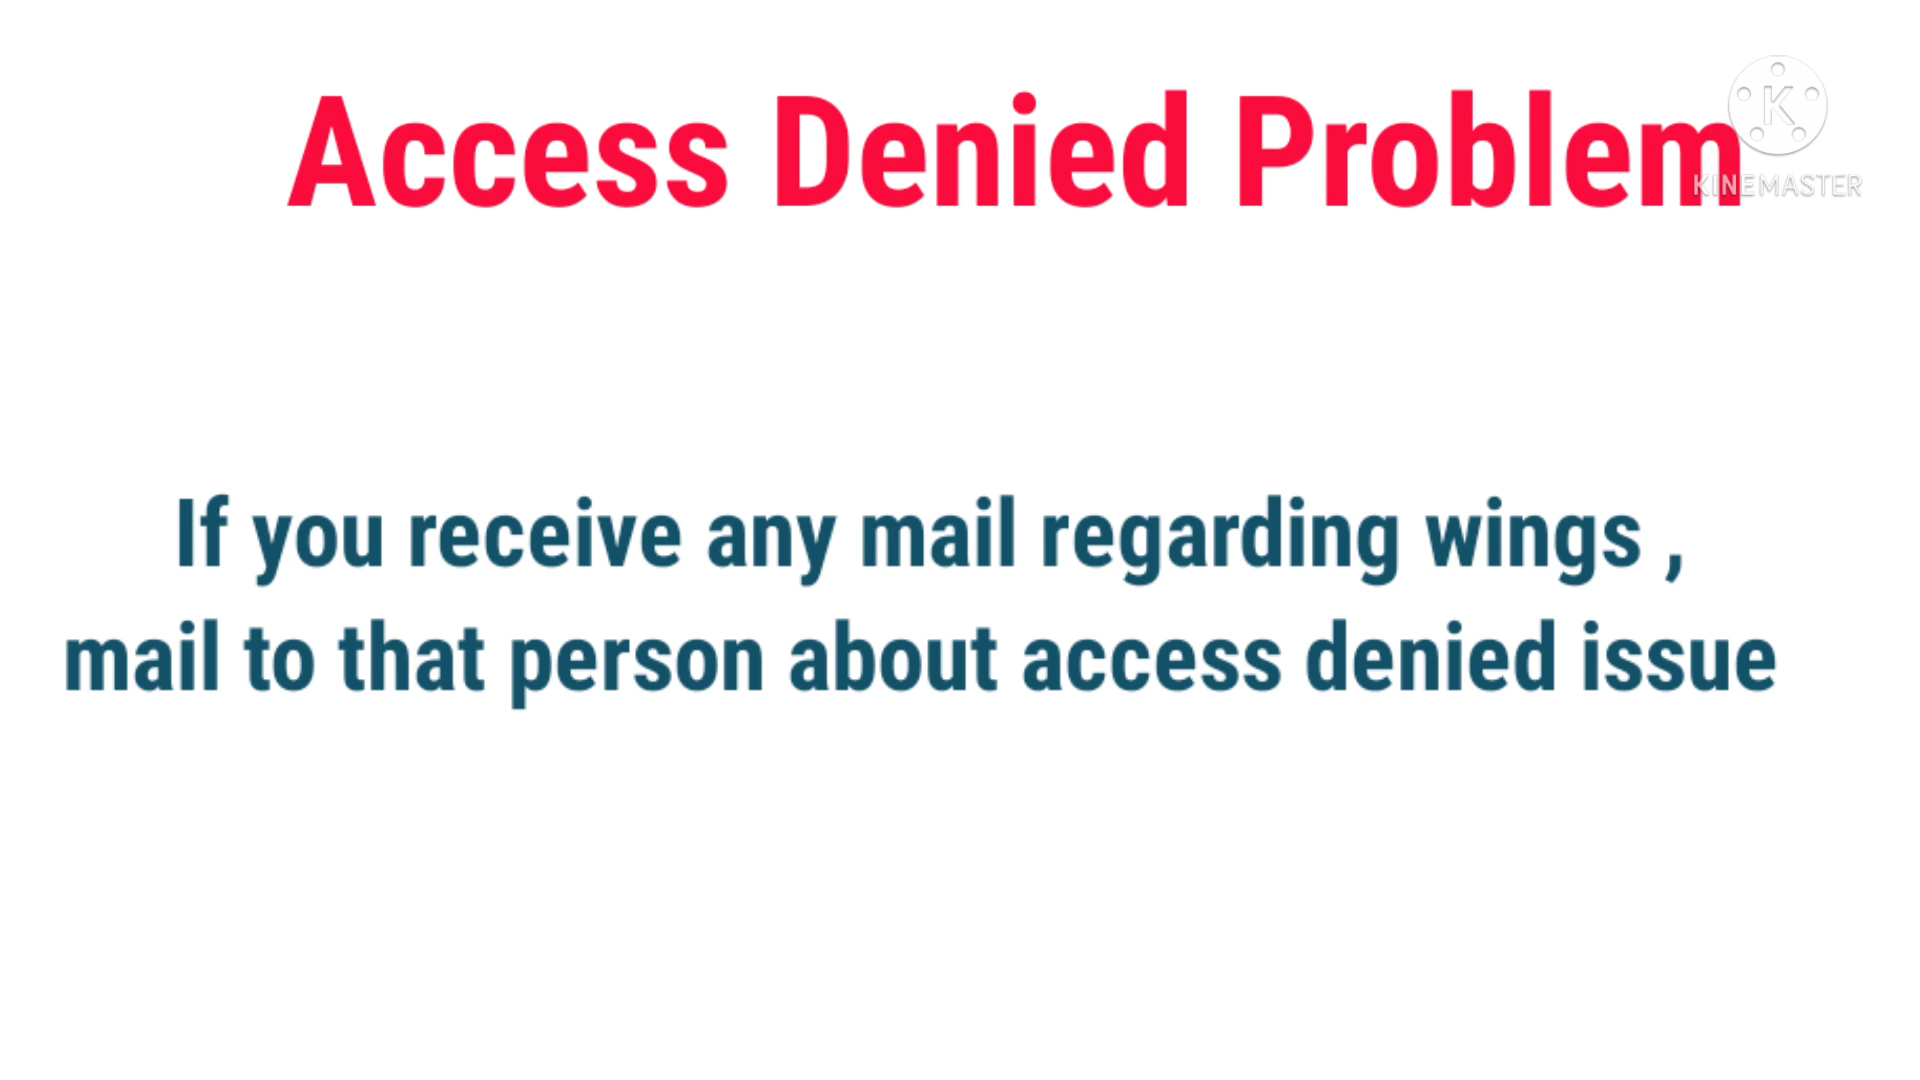 Access Denied Problem
K
KINEMASTER
If you receive any mail regarding wings ,
mail to that person about access denied issue